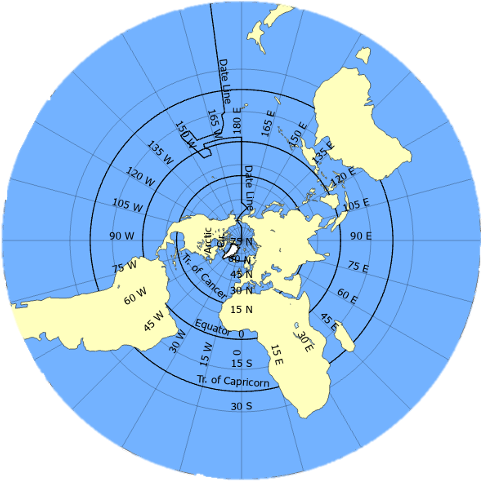 Date Line
165 W
180 E
165 E
150 W
150 E
135 W
135 E
120 W
120 E
Date Line
105 W
105 E
90 W
Arctic
75 N
90 E
75 W
60 N
75 E
Tr. of Cancer
45 N
60 W
30 N
60 E
15 N
45 W
Equator
0
45 E
30 W
15 W
0
15 E
30 E
15 S
Tr. of Capricorn
30 S